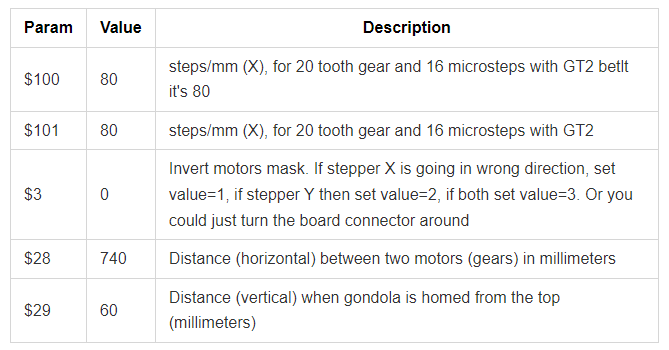 Param Value Description
$100 80 steps/mm (X), for 20 tooth gear and 16 microsteps with GT2 betlt
it's 80
$101 80 steps/mm (X), for 20 tooth gear and 16 microsteps with GT2
Invert motors mask. If stepper X is going in wrong direction, set
$3 0 value=1, if stepper Y then set value=2, if both set value=3. Or you
could just turn the board connector around
$28 740 Distance (horizontal) between two motors (gears) in millimeters
$29 60 Distance (vertical) when gondola is homed from the top
(millimeters)